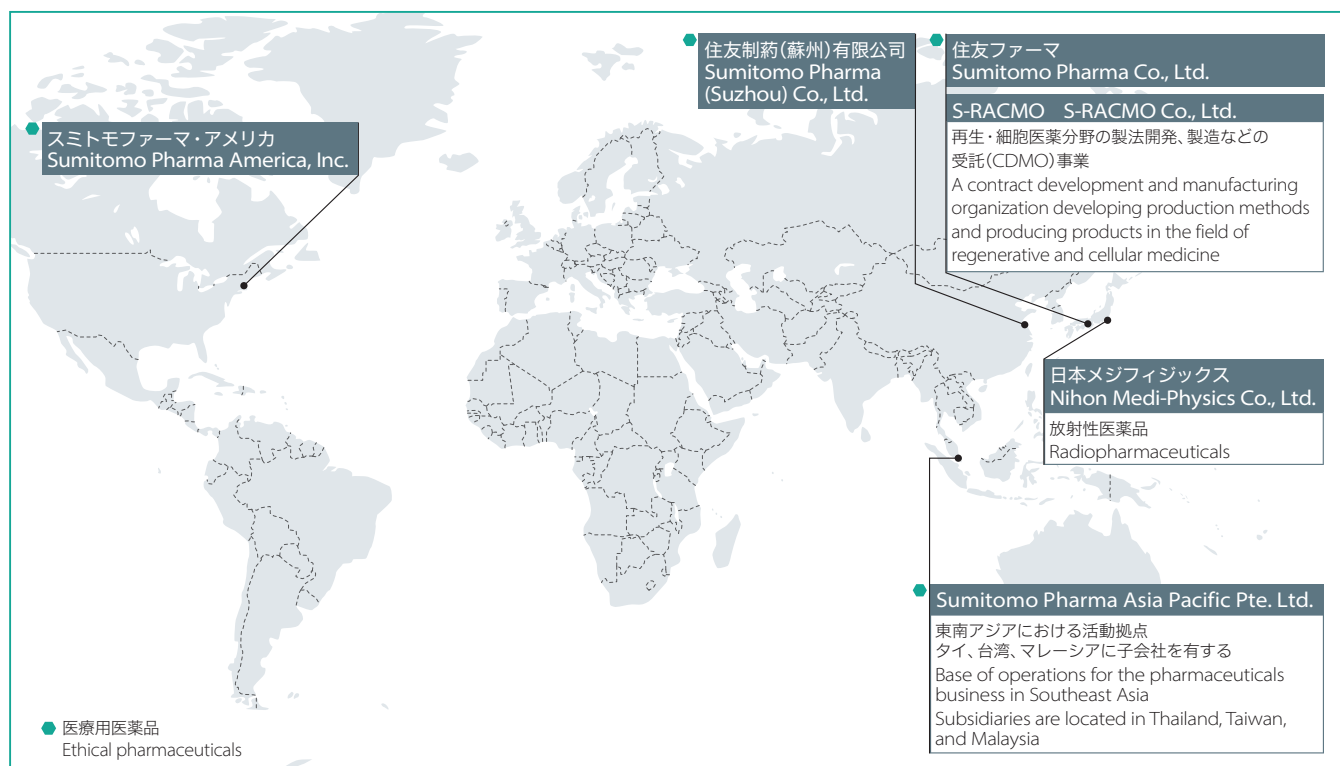 スミトモファーマ・アメリカ
Sumitomo Pharma America, Inc.
住友制葯(蘇州)有限公司
Sumitomo Pharma
(Suzhou) Co., Ltd.
住友ファーマ
Sumitomo Pharma Co., Ltd.
S-RACMO S-RACMO Co., Ltd.
再生・細胞医薬分野の製法開発、製造などの
受託(CDMO)事業
A contract development and manufacturing
organization developing production methods
and producing products in the field of
regenerative and cellular medicine
日本メジフィジックス
Nihon Medi-Physics Co., Ltd.
放射性医薬品
Radiopharmaceuticals
Sumitomo Pharma Asia Pacific Pte. Ltd.
東南アジアにおける活動拠点
タイ、台湾、マレーシアに子会社を有する
Base of operations for the pharmaceuticals
business in Southeast Asia
Subsidiaries are located in Thailand, Taiwan,
and Malaysia
医療用医薬品
Ethical pharmaceuticals